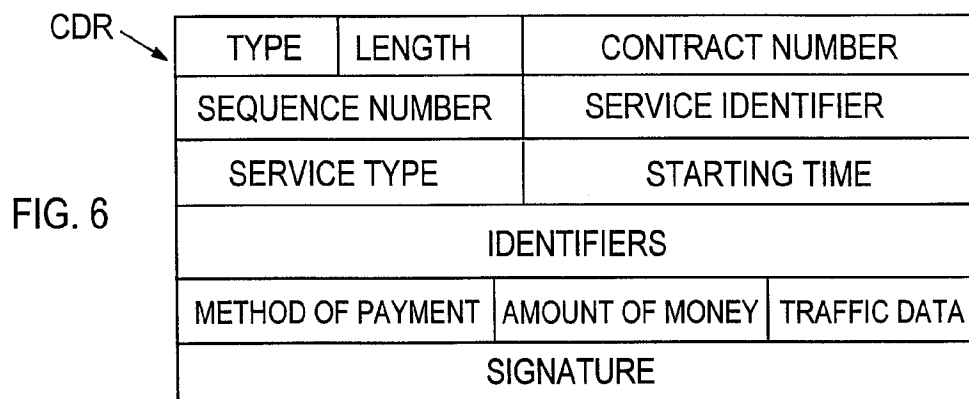 CDR
TYPE LENGTH CONTRACT NUMBER
SEQUENCE NUMBER SERVICE IDENTIFIER
SERVICE TYPE STARTING TIME
FIG. 6
IDENTIFIERS
METHOD OF PAYMENT AMOUNT OF MONEY TRAFFIC DATA
SIGNATURE